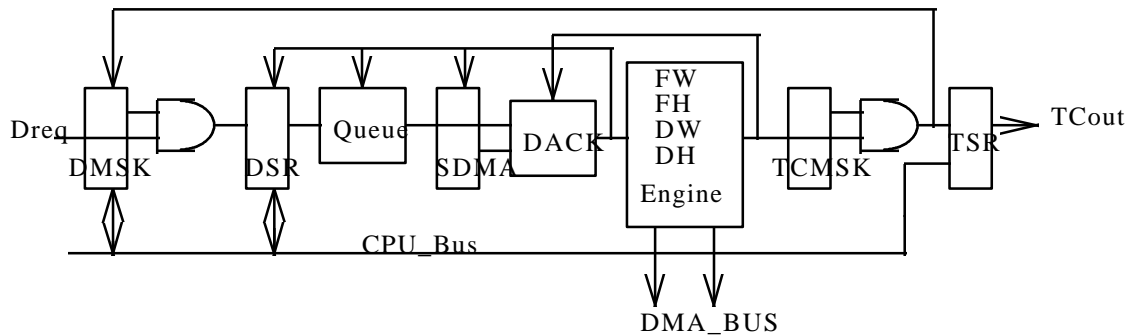 Dreq
DMSK
DSR
Queue
SDMA
DACK
FW
FH
DW
DH
Engine
TCMSK
TSR
TCout
CPU_Bus
DMA_BUS